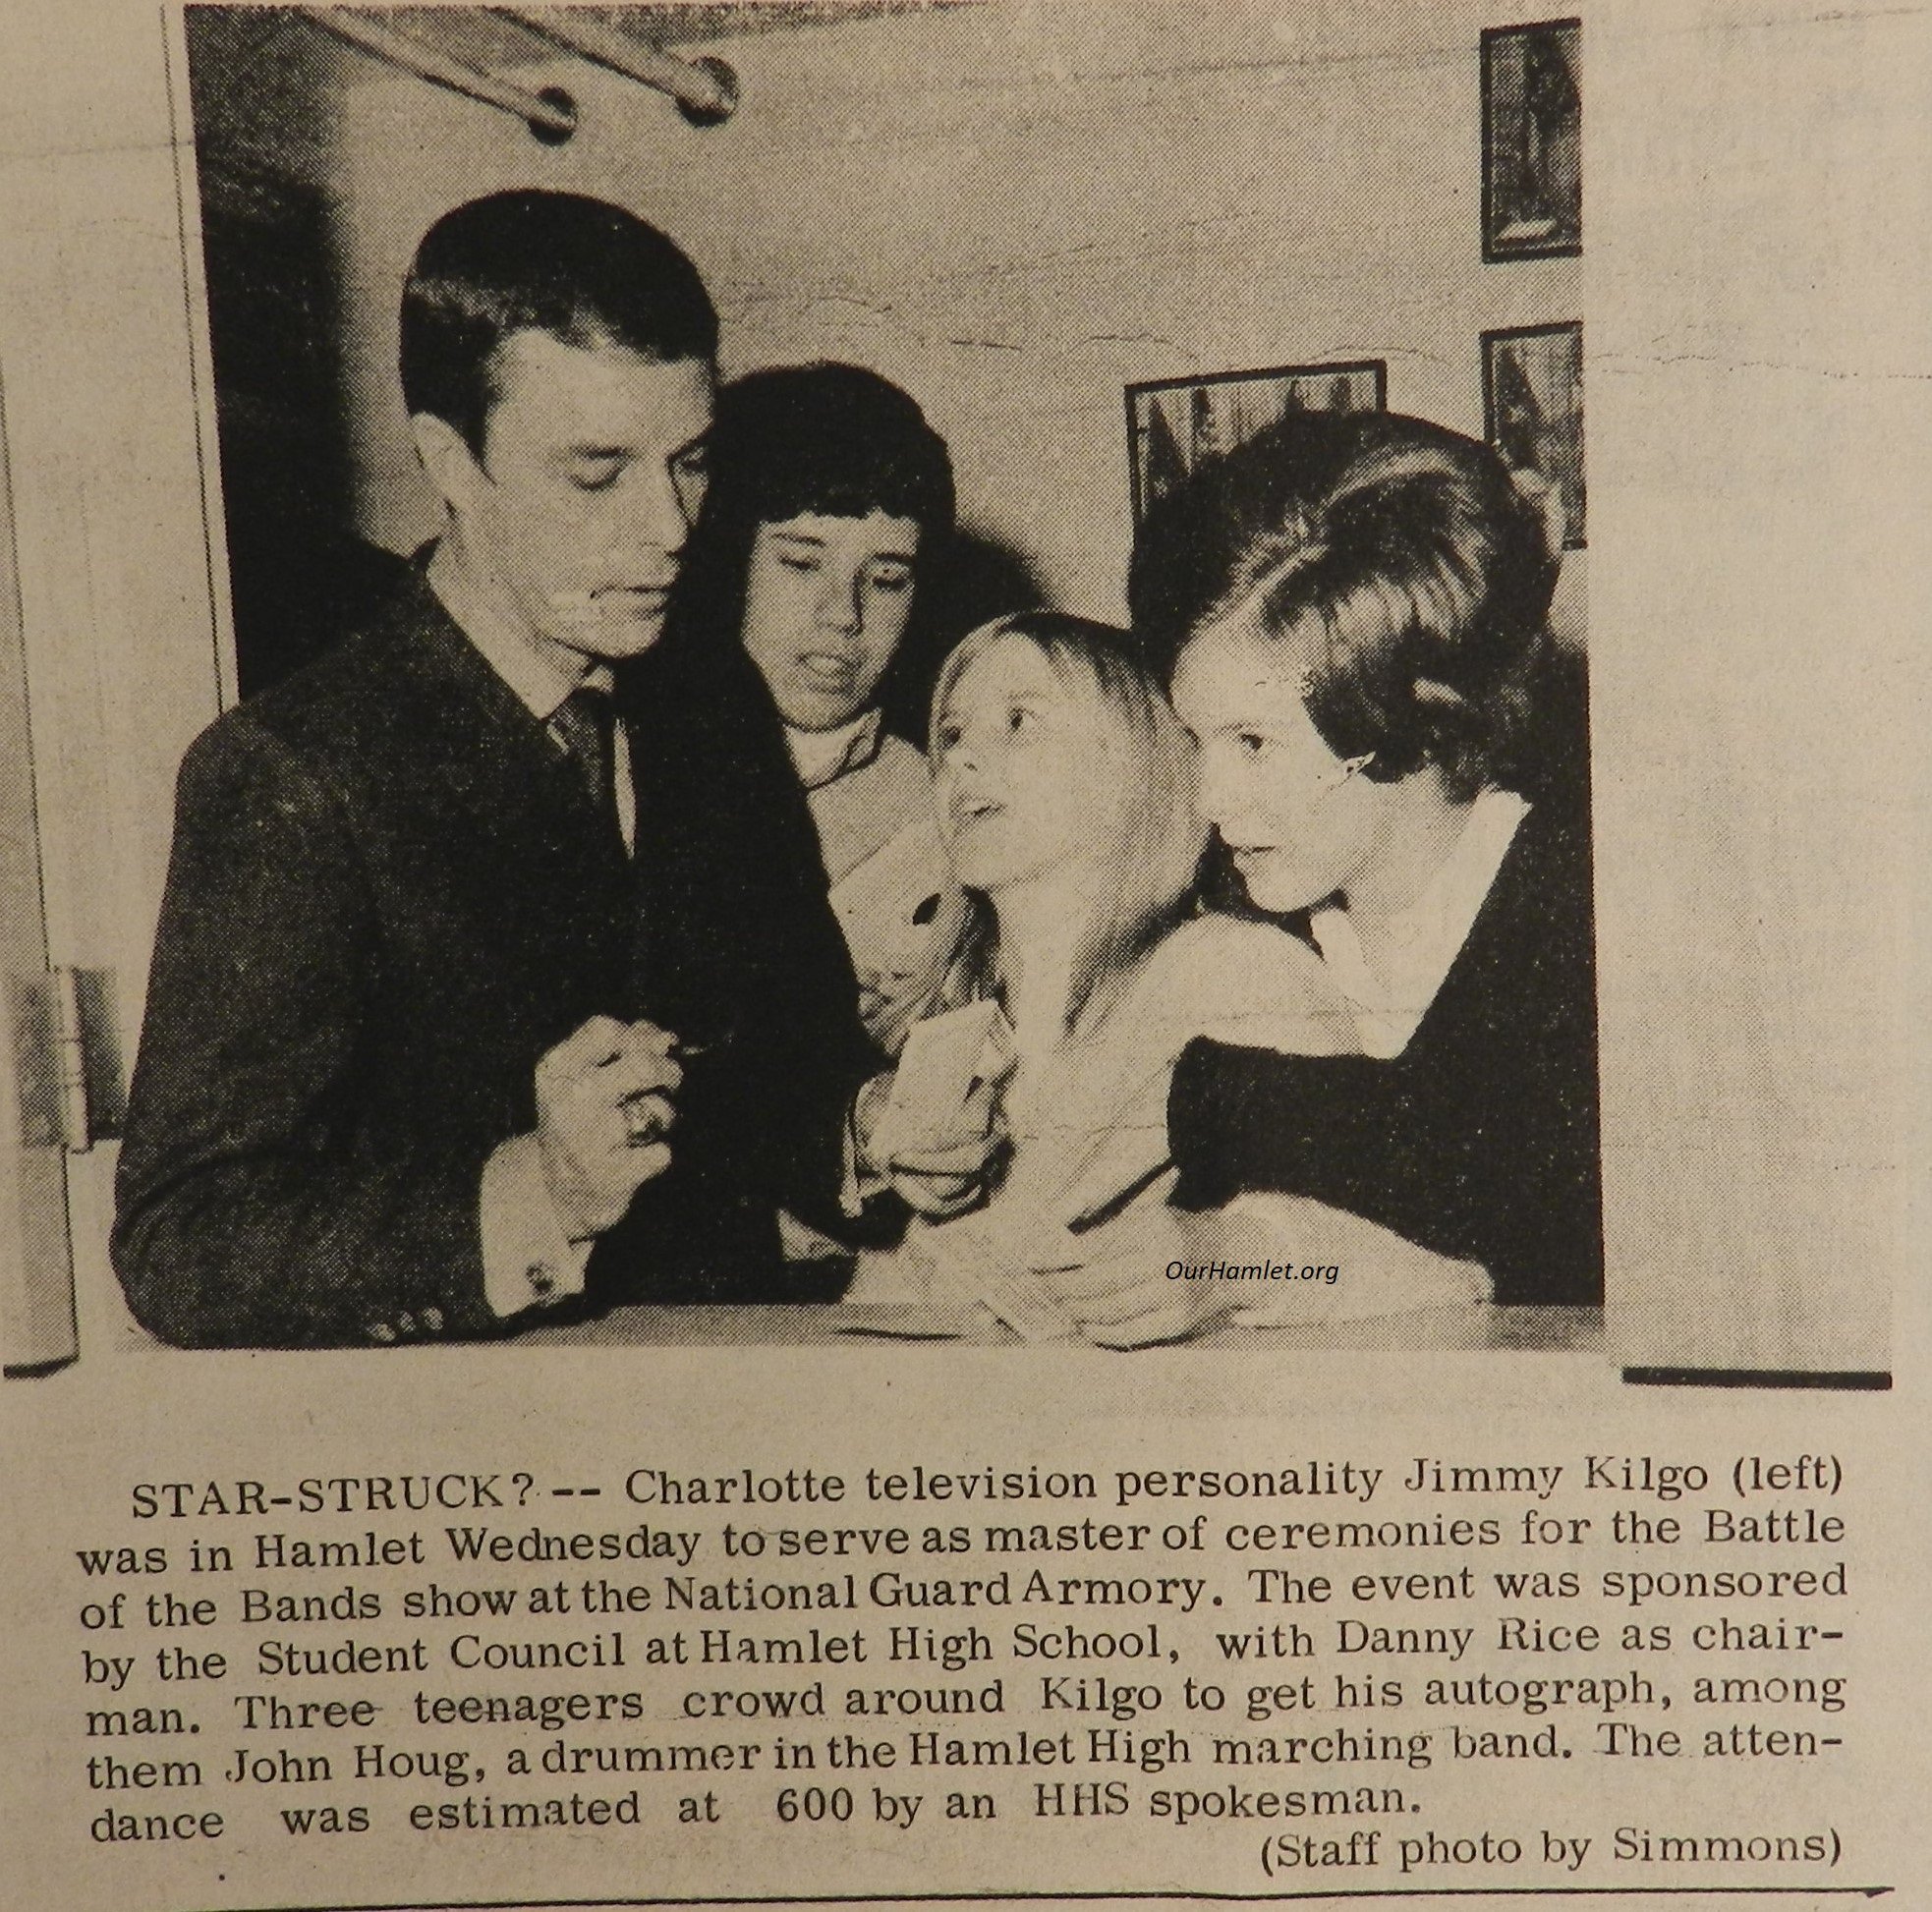 OurHamlet.org
STAR-STRUCK? -- Charlotte television personality Jimmy Kilgo (left)
was in Hamlet Wednesday to serve as master of ceremonies for the Battle
of the Bands show at the National Guard Armory. The event was sponsored
by the Student Council at Hamlet High School, with Danny Rice as chair-
man. Three teenagers crowd around Kilgo to get his autograph, among
them John Houg, a drummer in the Hamlet High marching band. The atten-
dance was estimated at 600 by an HHS spokesman.
(Staff photo by Simmons)